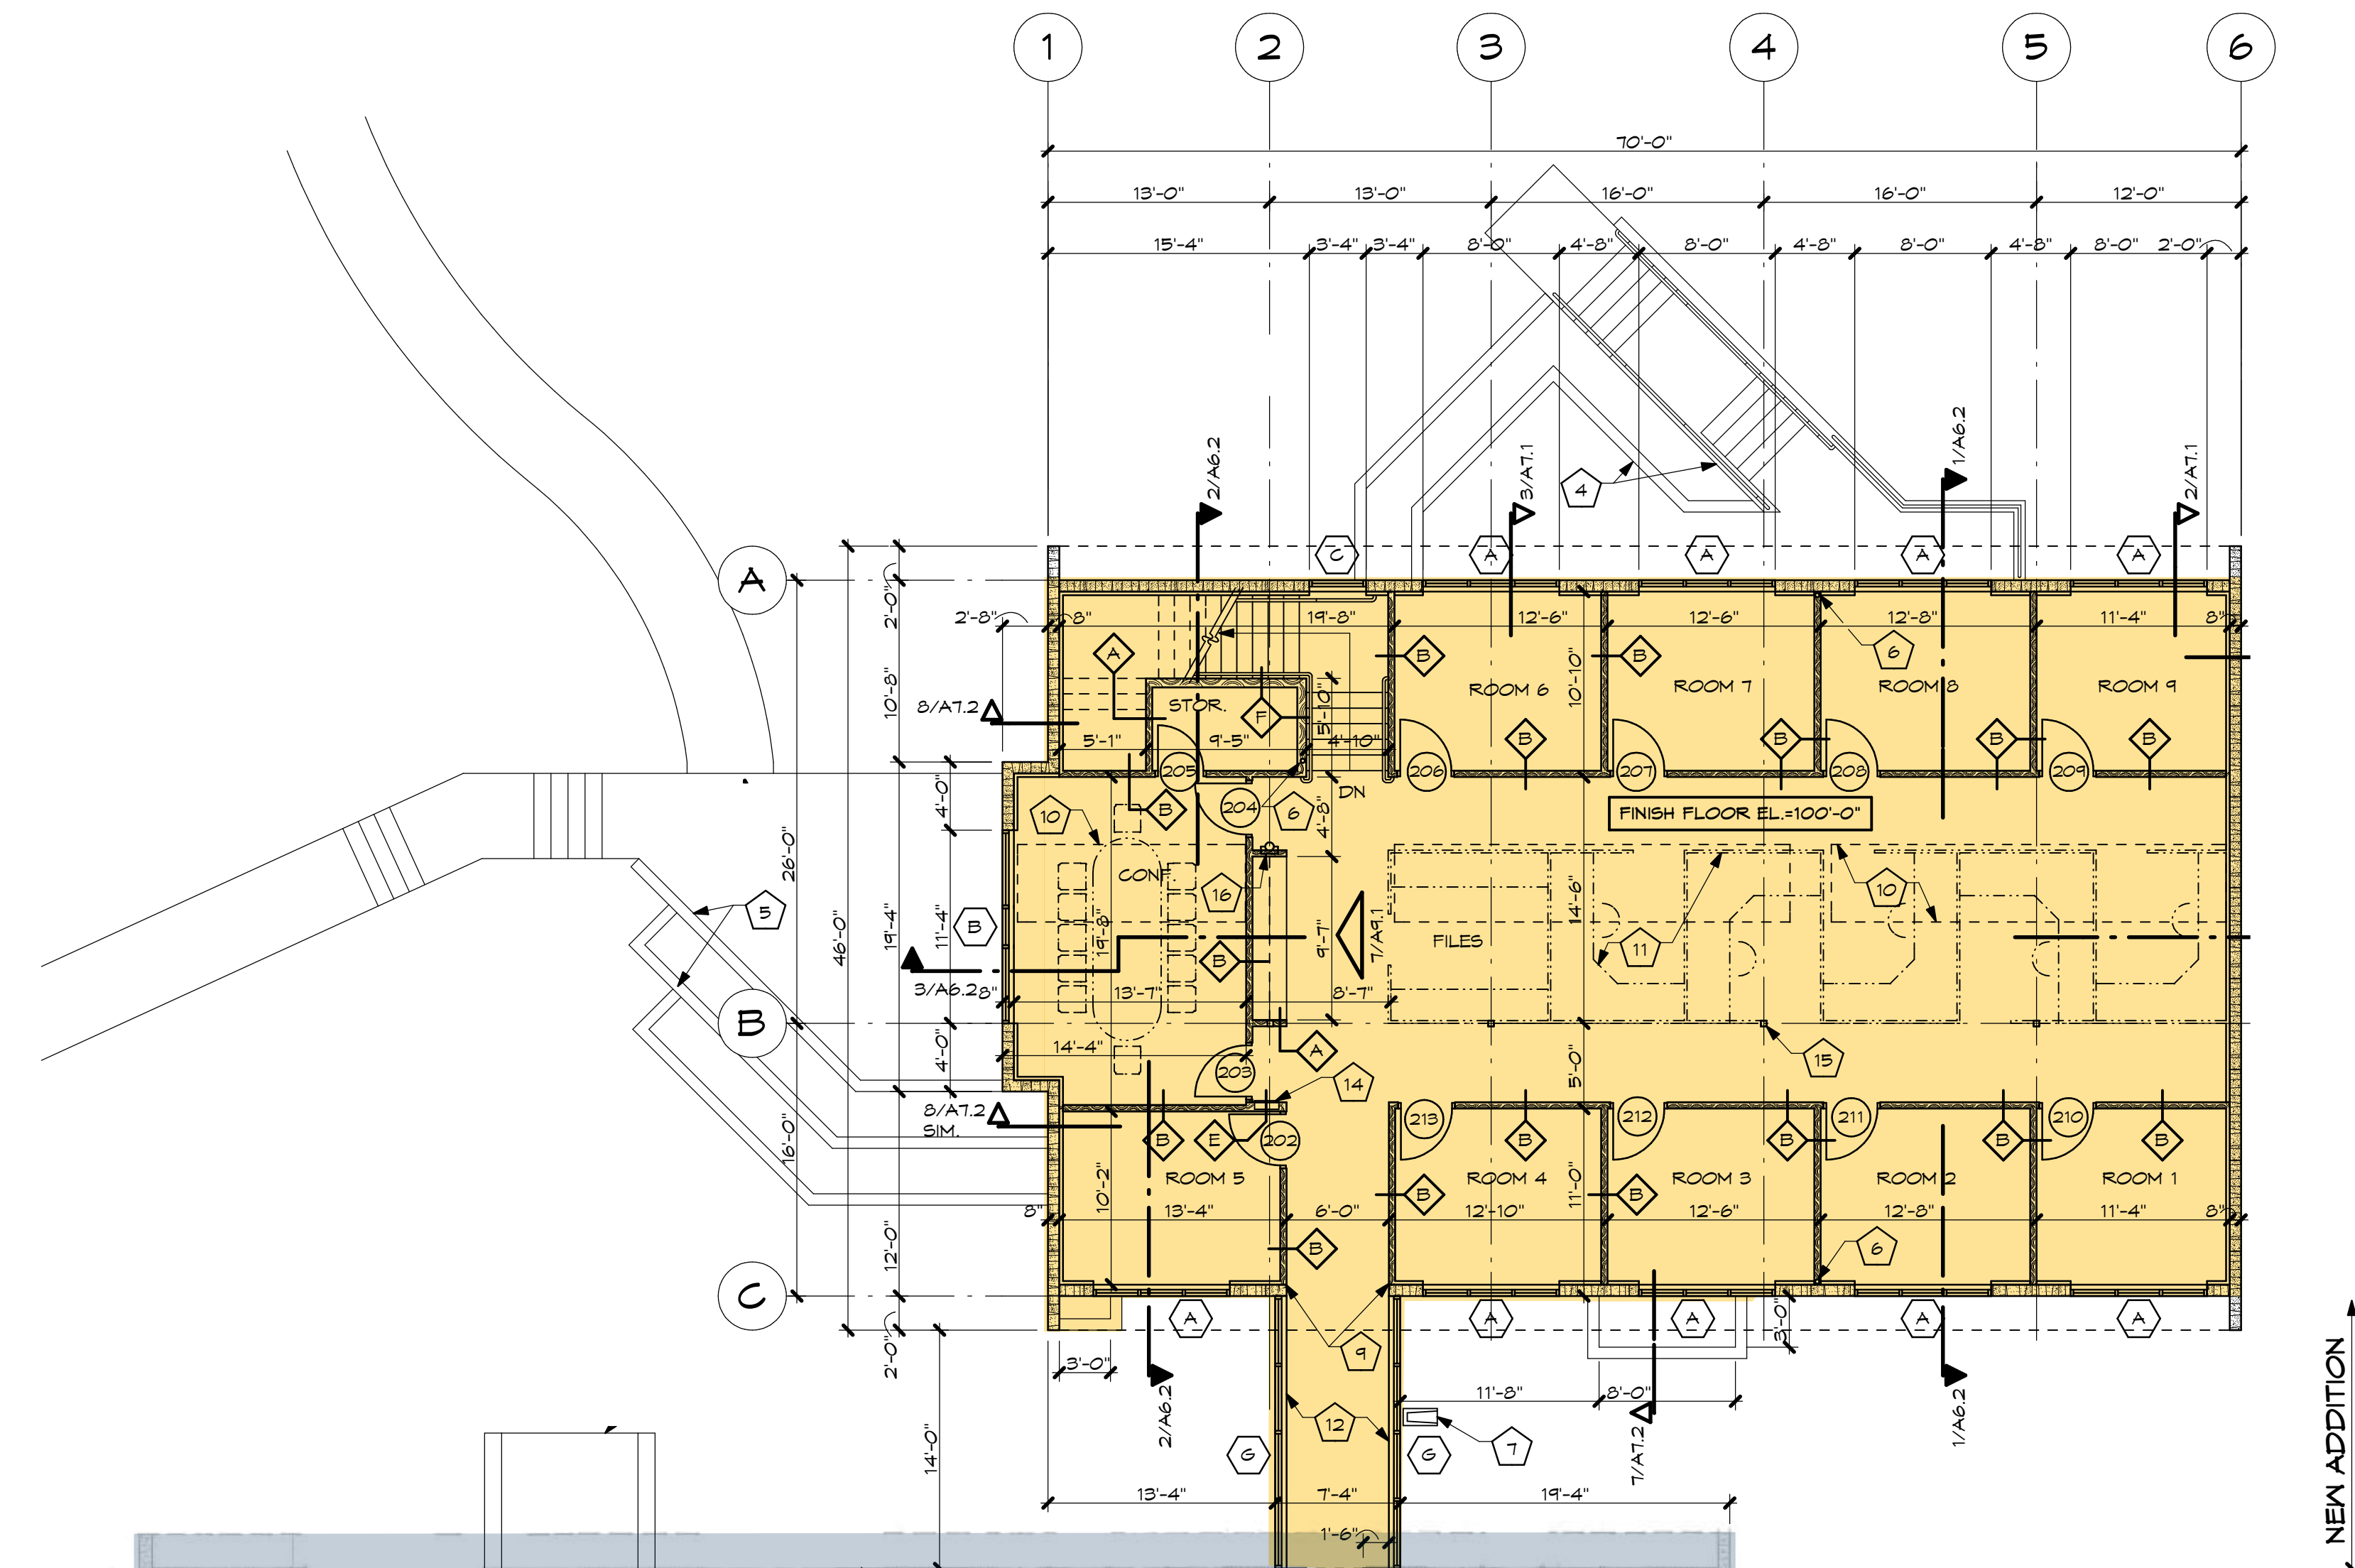 1 2 3 4 5 6
70'-0"
13'-0" 13'-0" 16'-0" 16'-0" 12'-0"
15'-4" 3'-4" 3'-4" 8'-0" 4'-8" 8'-0" 4'-8" 8'-0" 4'-8" 8'-0" 2'-0"
2/A6.2
3/A7.1
1/A6.2
2/A7.1
4
C A A A A
A
2'-0"
2'-8" 8" 19'-8" 12'-6" 12'-6" 12'-8" 11'-4" 8"
A B B 6
10'-8"
10'-10"
ROOM 6 ROOM 7 ROOM 8 ROOM 9
8/A7.2
STOR.
F
5'-10"
5'-1" 9'-5" 4'-10"
B B B B
205 206 207 208 209
DN
4'-0"
10 B 204 6
4'-8"
FINISH FLOOR EL.=100'-0"
26'-0"
CONF.
16 10
5
46'-0"
19'-4"
11'-4"
B
19'-8"
B
9'-7"
7/A9.1
FILES
14'-6"
11
3/A6.2
8" 13'-7" 8'-7"
B
14'-4"
4'-0"
A
15
5'-0"
203
14
8/A7.2
SIM.
16'-0"
B E 202
213 212 211 210
B B B B
ROOM 5 ROOM 4 ROOM 3 ROOM 2 ROOM 1
10'-2"
11'-0"
B B
8" 13'-4" 6'-0" 12'-10" 12'-6" 12'-8" 11'-4" 8"
12'-0"
B
6
C
2'-0"
A A A A A
3'-0"
9
3'-0"
2/A6.2
11'-8" 8'-0"
12
7
7/A7.2
1/A6.2
14'-0"
G G
13'-4" 7'-4" 19'-4"
1'-6"
NEW ADDITION